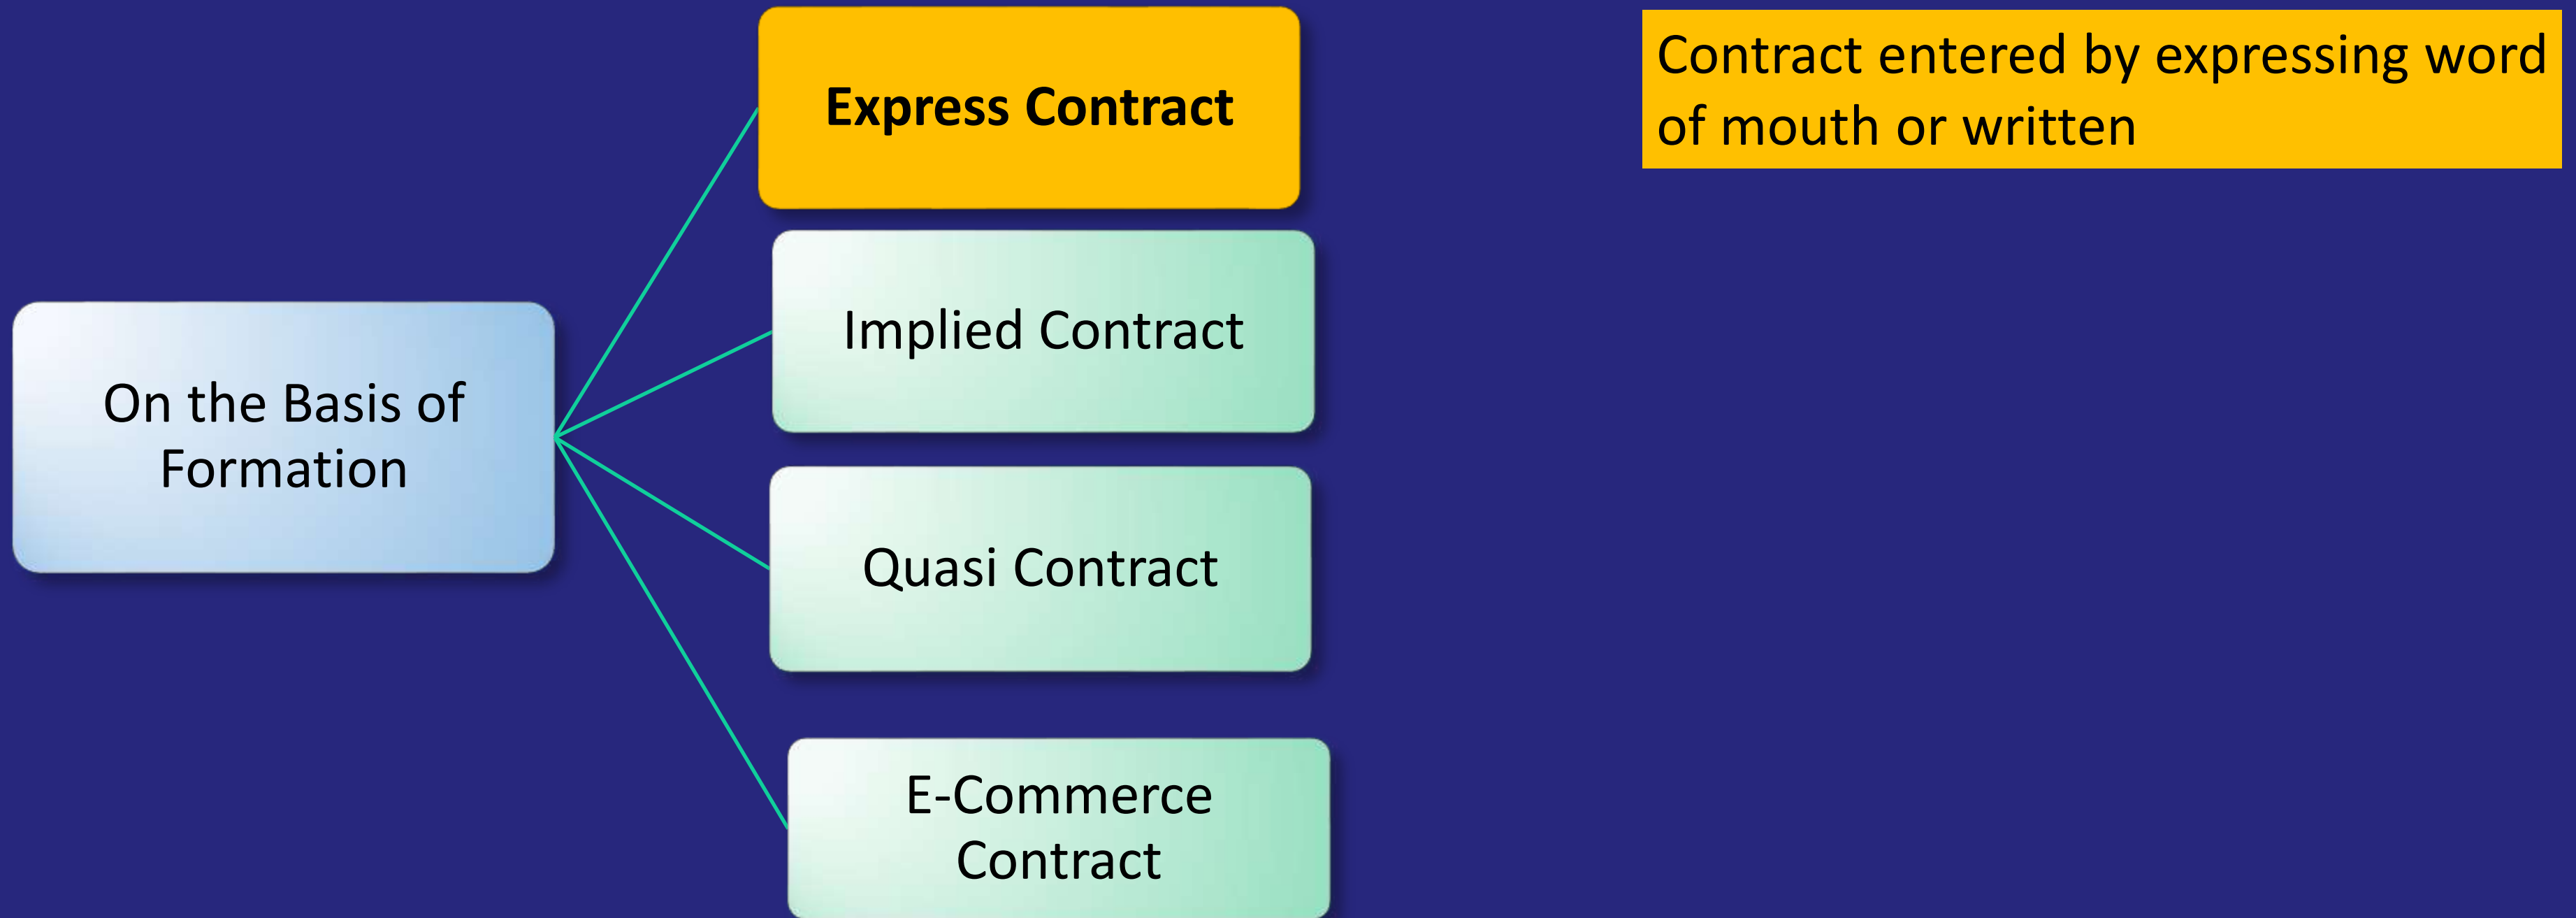 Express Contract
Contract entered by expressing word
of mouth or written
Implied Contract
On the Basis of
Formation
Quasi Contract
E-Commerce
Contract